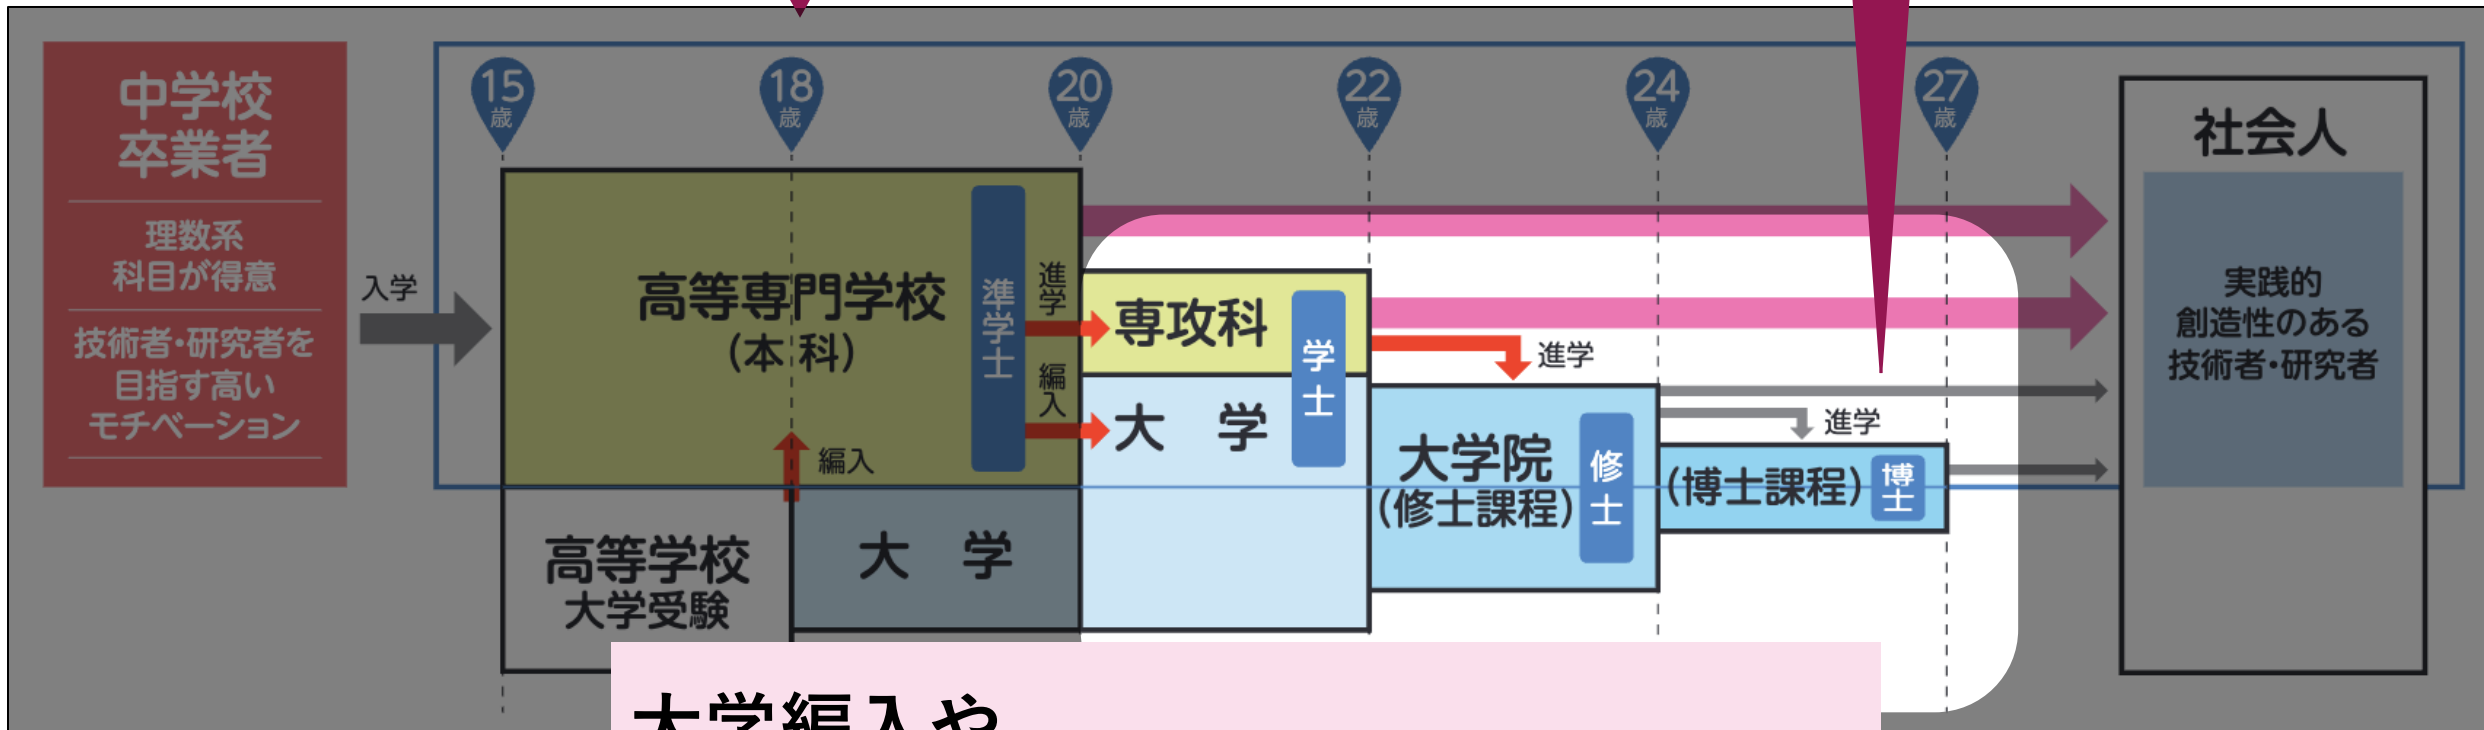 中学校
卒業者
理数系
科目が得意
技術者・研究者を
目指す高い
モチベーション
入学
15
歳
18
歳
20
歳
22
歳
24
歳
27
歳
高等専門学校
(本 科)
準学士
進学
編入
編入
高等学校
大学受験
大 学
専攻科
大 学
学士
進学
大学院
(修士課程)
修士
進学
(博士課程)
博士
社会人
実践的
創造性のある
技術者・研究者
大学編入や